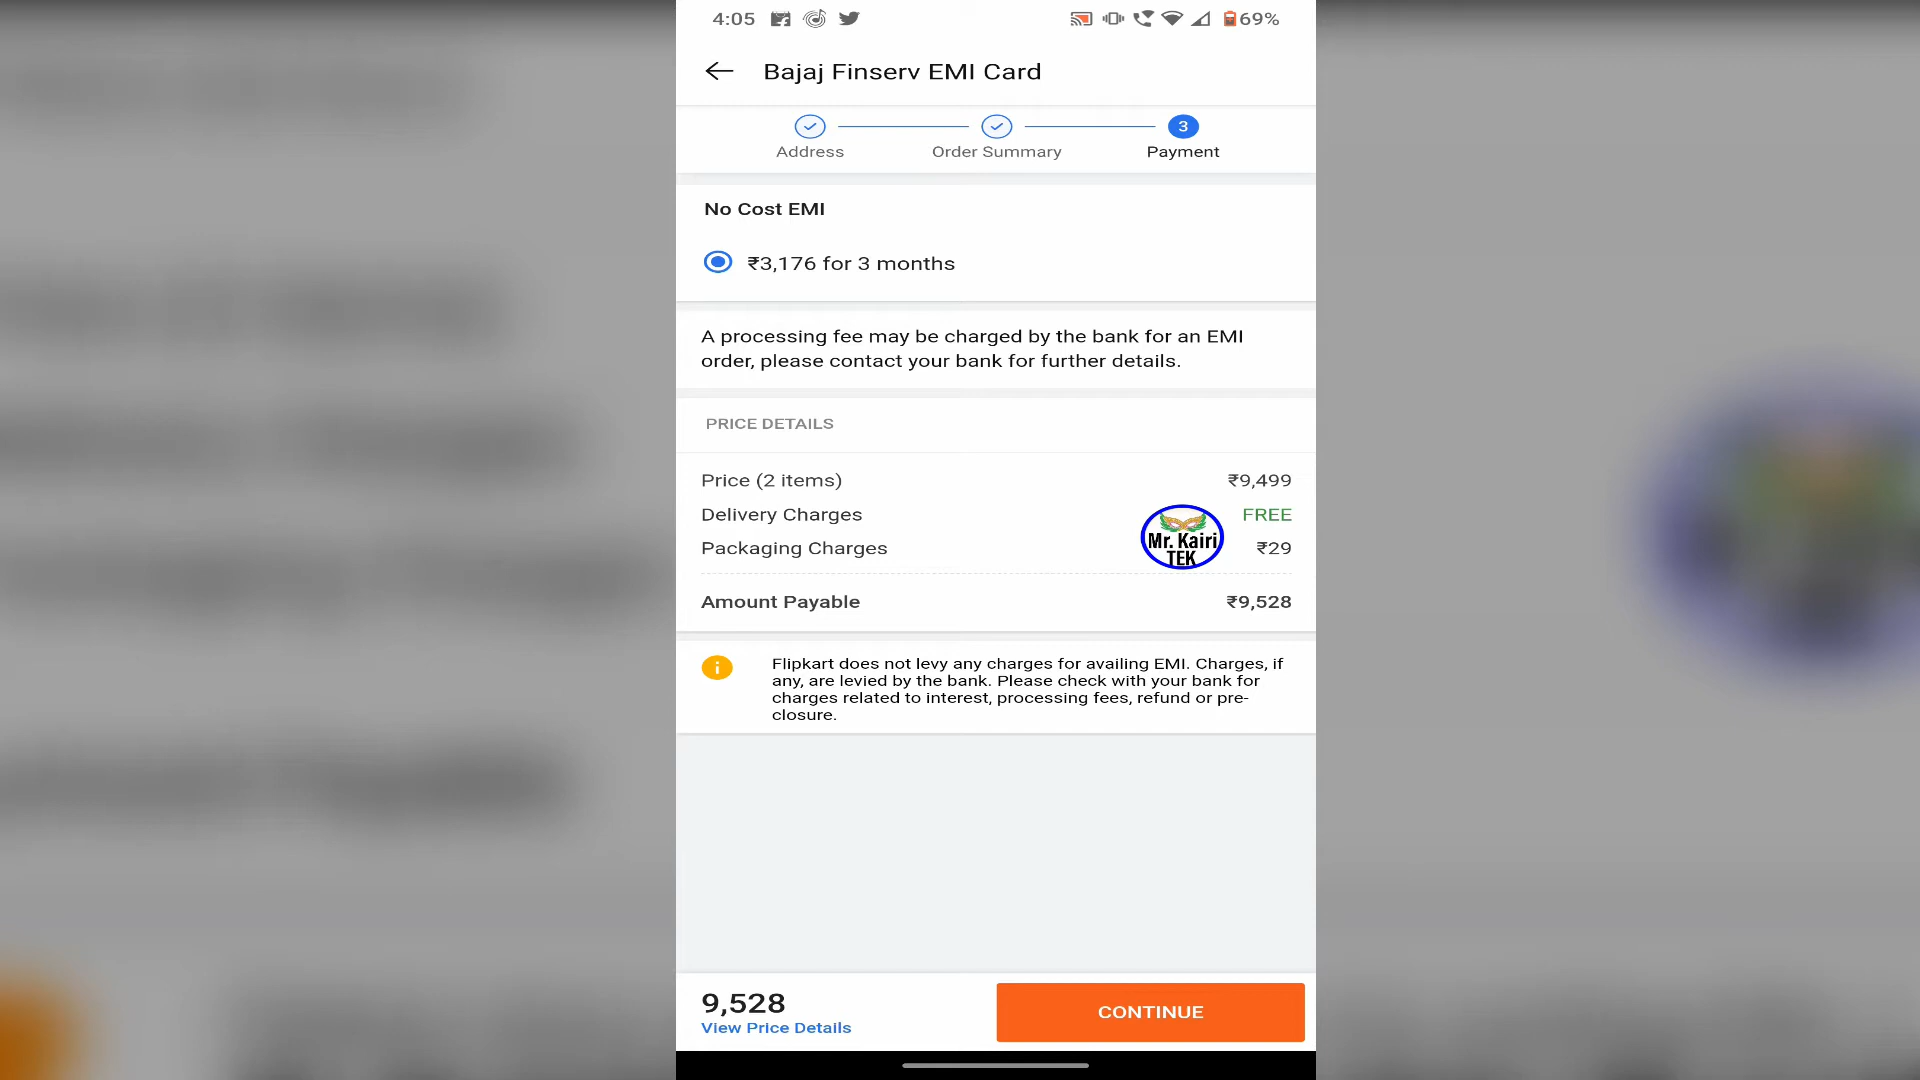 4:05
69%
Bajaj Finserv EMI Card
3
Address
Order Summary
Payment
No Cost EMI
₹3,176 for 3 months
A processing fee may be charged by the bank for an EMI
order, please contact your bank for further details.
PRICE DETAILS
Price (2 items)
₹9,499
Delivery Charges
FREE
Packaging Charges
₹29
Mr. Kairi
TEK
Amount Payable
₹9,528
Flipkart does not levy any charges for availing EMI. Charges, if
any, are levied by the bank. Please check with your bank for
charges related to interest, processing fees, refund or pre-
closure.
9,528
View Price Details
CONTINUE